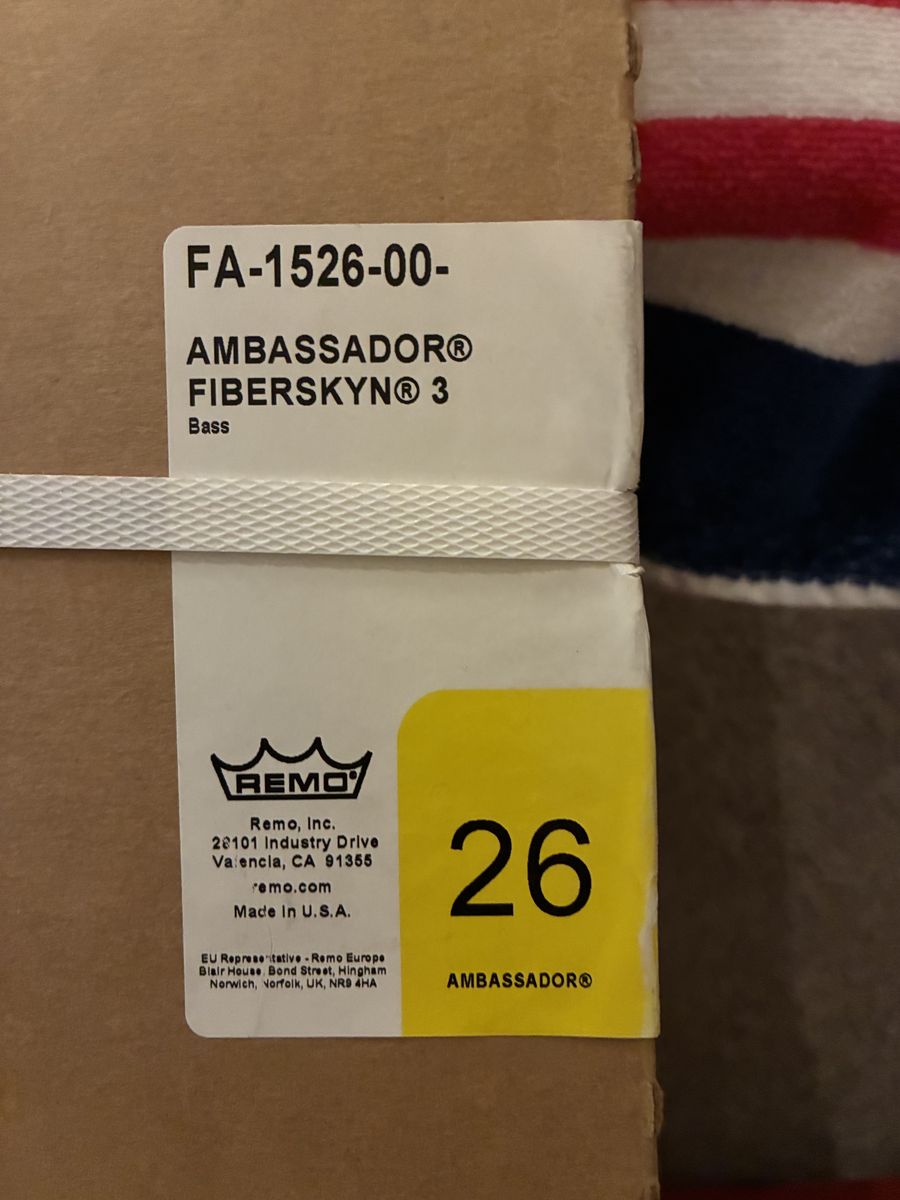 FA-1526-00-
AMBASSADOR®
FIBERSKYN® 3
Bass
REMO®
Remo, Inc.
28101 Industry Drive
Valencia, CA 91355
remo.com
Made In U.S.A.
EU Representative - Remo Europe
Blair House, Bond Street, Hingham
Norwich, Norfolk, UK, NR9 4HA
26
AMBASSADOR®